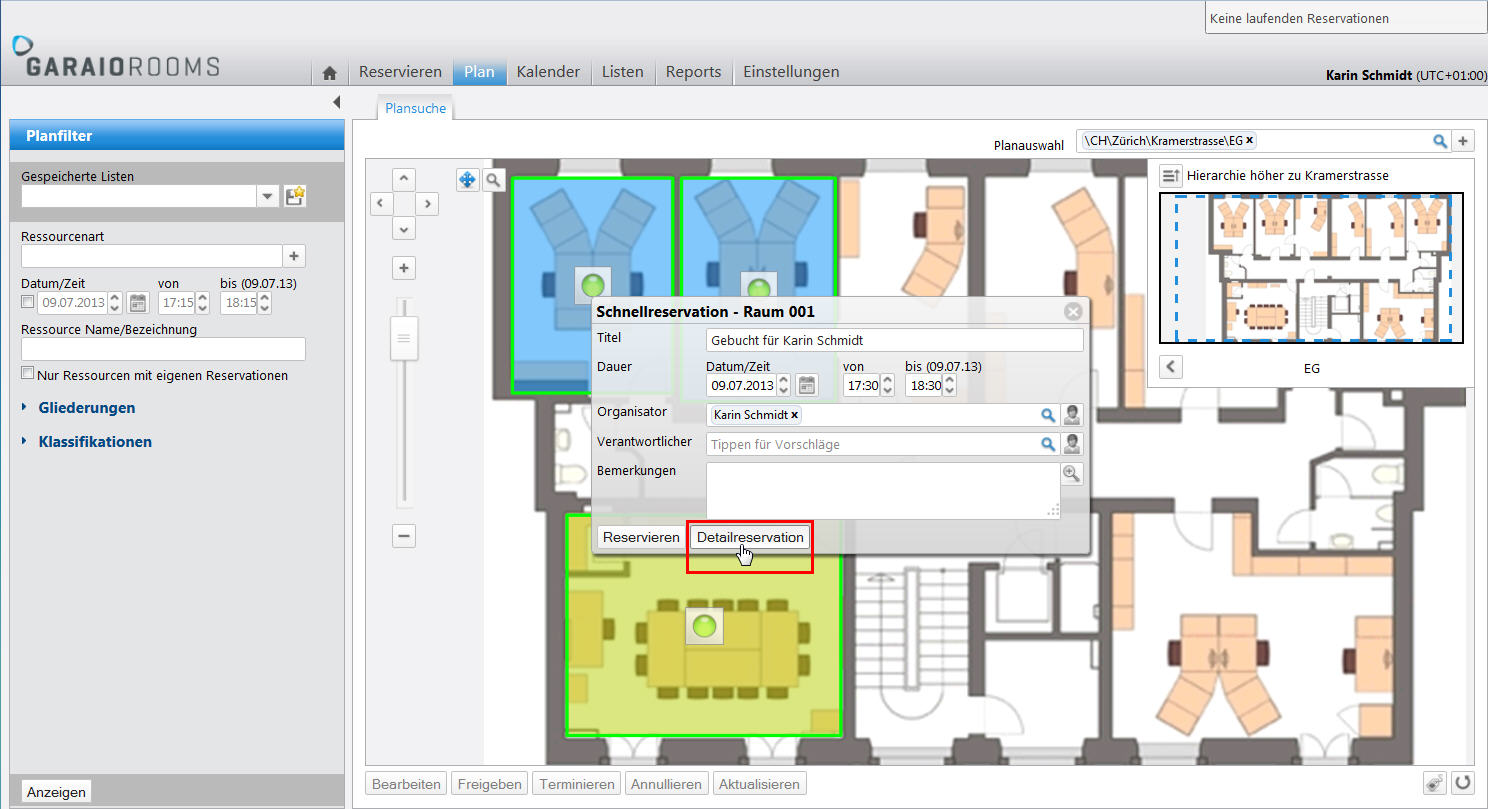 Keine laufenden Reservationen
GARAIOROOMS
Reservieren Plan Kalender Listen Reports Einstellungen
Karin Schmidt (UTC+01:00)
Plansuche
Planfilter
Gespeicherte Listen
Ressourcenart
Datum/Zeit von bis (09.07.13)
09.07.2013 17:15 18:15
Ressource Name/Bezeichnung
Nur Ressourcen mit eigenen Reservationen
Gliederungen
Klassifikationen
Anzeigen
Planauswahl \CH\Zürich\Kramerstrasse\EG
Hierarchie höher zu Kramerstrasse
EG
Schnellreservation - Raum 001
Titel Gebucht für Karin Schmidt
Dauer Datum/Zeit von bis (09.07.13)
09.07.2013 17:30 18:30
Organisator Karin Schmidt
Verantwortlicher Tippen für Vorschläge
Bemerkungen
Reservieren Detailreservation
Bearbeiten Freigeben Terminieren Annullieren Aktualisieren